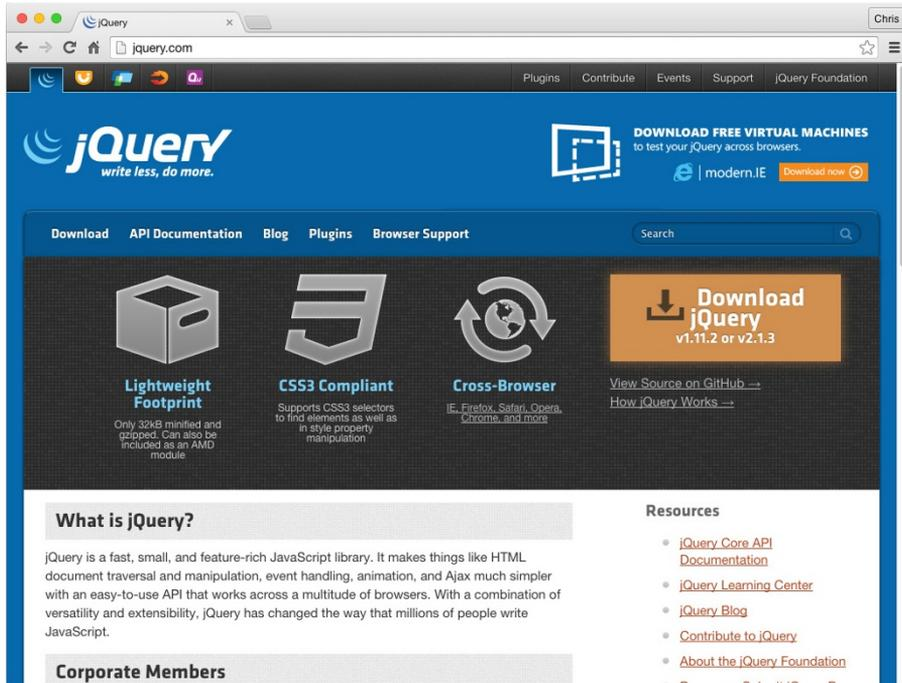 jQuery
Chris
jquery.com
Plugins Contribute Events Support jQuery Foundation
jQuery
write less, do more.
DOWNLOAD FREE VIRTUAL MACHINES
to test your jQuery across browsers.
modern.IE Download now
Download API Documentation Blog Plugins Browser Support Search
Lightweight
Footprint
Only 32kB minified and
gzipped. Can also be
included as an AMD
module
CSS3 Compliant
Supports CSS3 selectors
to find elements as well as
in style property
manipulation
Cross-Browser
IE, Firefox, Safari, Opera,
Chrome, and more
Download
jQuery
v1.11.2 or v2.1.3
View Source on GitHub →
How jQuery Works →
What is jQuery?
jQuery is a fast, small, and feature-rich JavaScript library. It makes things like HTML
document traversal and manipulation, event handling, animation, and Ajax much simpler
with an easy-to-use API that works across a multitude of browsers. With a combination of
versatility and extensibility, jQuery has changed the way that millions of people write
JavaScript.
Corporate Members
Resources
jQuery Core API
Documentation
jQuery Learning Center
jQuery Blog
Contribute to jQuery
About the jQuery Foundation